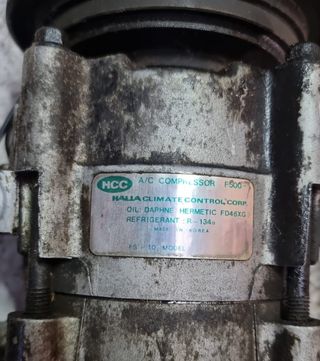 HCC A/C COMPRESSOR F500
HALLA CLIMATE CONTROL CORP.
OIL: DAPHNE HERMETIC FD46XG
REFRIGERANT : R-134a
MADE IN KOREA
FS-10 MODEL